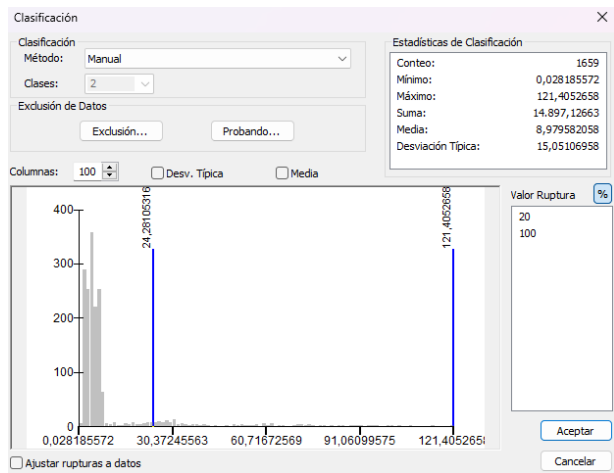 Clasificación
Clasificación
Método: Manual
Clases: 2
Exclusión de Datos
Exclusión... Probando...
Estadísticas de Clasificación
Conteo: 1659
Mínimo: 0,028185572
Máximo: 121,4052658
Suma: 14.897,12663
Media: 8,979582058
Desviación Típica: 15,05106958
Columnas: 100 Desv. Típica Media
Valor Ruptura %
20
100
24,28105316
121,4052658
400
300
200
100
0
0,028185572 30,37245563 60,71672569 91,06099575 121,4052658
Ajustar rupturas a datos
Aceptar
Cancelar